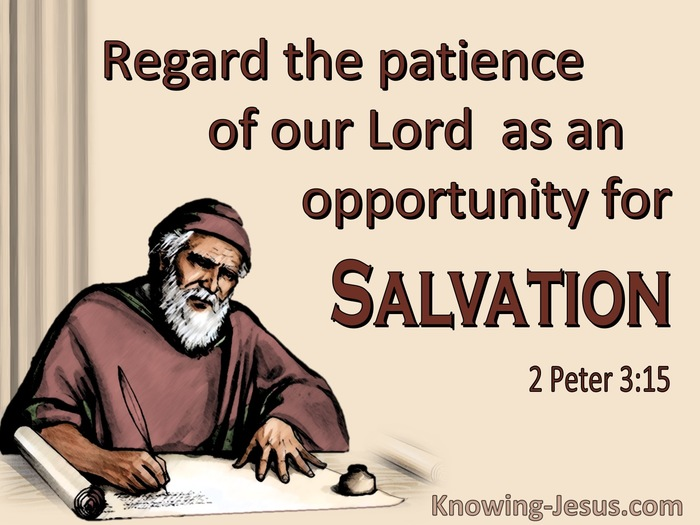 Regard the patience
of our Lord as an
opportunity for
SALVATION
2 Peter 3:15
Knowing-Jesus.com